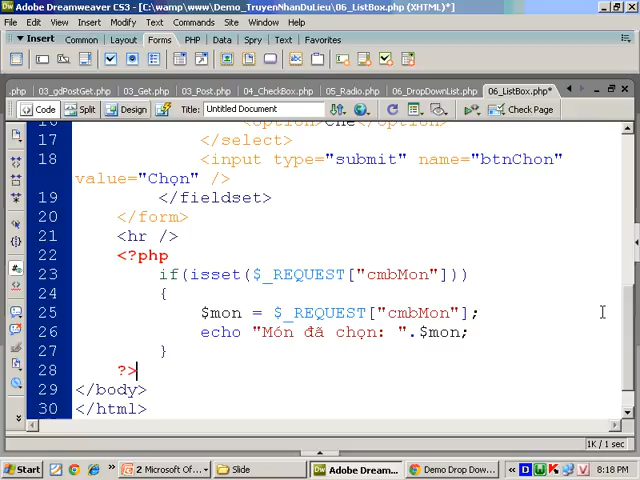 Adobe Dreamweaver CS3 - [C:\wamp\www\Demo_TruyenNhanDuLieu\06_ListBox.php (XHTML)*]
File Edit View Insert Modify Text Commands Site Window Help
Insert Common Layout Forms PHP Data Spry Text Favorites
.php 03_gdPostGet.php 03_Get.php 03_Post.php 04_CheckBox.php 05_Radio.php 06_DropDownList.php 06_ListBox.php*
Code Split Design Title: Untitled Document Check Page
16 <option>Chè</option>
17 </select>
18 <input type="submit" name="btnChon"
value="Chọn" />
19 </fieldset>
20 </form>
21 <hr />
22 <?php
23 if(isset($_REQUEST["cmbMon"]))
24 {
25 $mon = $_REQUEST["cmbMon"];
26 echo "Món đã chọn: ".$mon;
27 }
28 ?>
29 </body>
30 </html>
1K / 1 sec
Start 2 Microsoft Of... Slide Adobe Dream... Demo Drop Dow... 8:18 PM